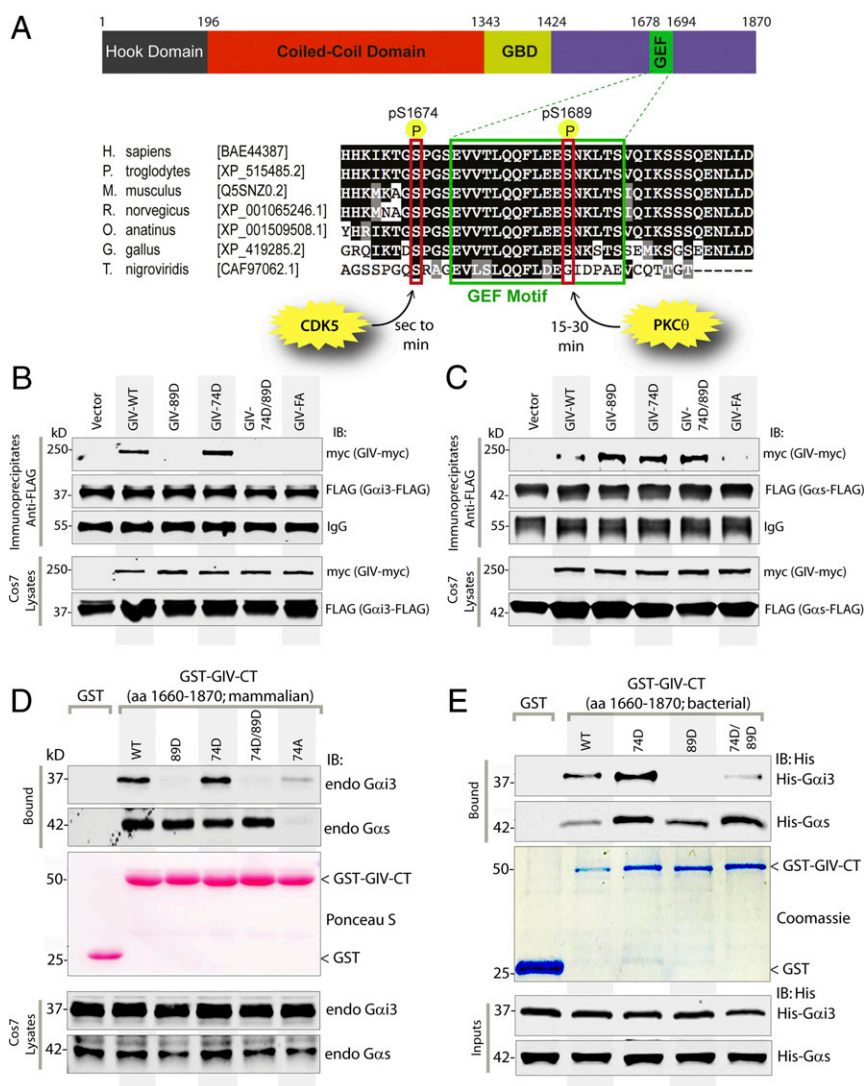 A
1 196 1343 1424 1678 1694 1870
Hook Domain Coiled-Coil Domain GBD GEF
pS1674 pS1689
P P
H. sapiens [BAE44387] HHKIKTGSPGSEVVTLQQFLEESNKLTSVQIKSSSQENLLD
P. troglodytes [XP_515485.2] HHKIKTGSPGSEVVTLQQFLEESNKLTSVQIKSSSQENLLD
M. musculus [Q5SNZ0.2] HHKMKAGSPGSEVVTLQQFLEESNKLTSIQIKSSSQENLLD
R. norvegicus [XP_001065246.1] HHKMNAGSPGSEVVTLQQFLEESNKLTSIQIKSSSQENLLD
O. anatinus [XP_001509508.1] YHRIKTGSPGSEVVTLQQFLEESNKLTSVQIKSSSQENLLD
G. gallus [XP_419285.2] GRQIKTDSPGSEVVTLQQFLEESNKSTSSEMKSGSEENLLD
T. nigroviridis [CAF97062.1] AGSSPGQSRAGEVLSLQQFLDEGIDPAEVCQTTGT------
GEF Motif
CDK5 sec to min 15-30 min PKCθ
B
Vector GIV-WT GIV-89D GIV-74D GIV-74D/89D GIV-FA
kD IB:
Immunoprecipitates Anti-FLAG
250 myc (GIV-myc)
37 FLAG (Gαi3-FLAG)
55 IgG
Cos7 Lysates
250 myc (GIV-myc)
37 FLAG (Gαi3-FLAG)
C
Vector GIV-WT GIV-89D GIV-74D GIV-74D/89D GIV-FA
kD IB:
Immunoprecipitates Anti-FLAG
250 myc (GIV-myc)
42 FLAG (Gαs-FLAG)
55 IgG
Cos7 Lysates
250 myc (GIV-myc)
42 FLAG (Gαs-FLAG)
D
GST-GIV-CT
GST (aa 1660-1870; mammalian)
WT 89D 74D 74D/89D 74A
kD IB:
Bound
37 endo Gαi3
42 endo Gαs
50 < GST-GIV-CT
Ponceau S
25 < GST
Cos7 Lysates
37 endo Gαi3
42 endo Gαs
E
GST-GIV-CT
GST (aa 1660-1870; bacterial)
WT 74D 89D 74D/89D
IB: His
Bound
37 His-Gαi3
42 His-Gαs
50 < GST-GIV-CT
Coomassie
25 < GST
IB: His
Inputs
37 His-Gαi3
42 His-Gαs